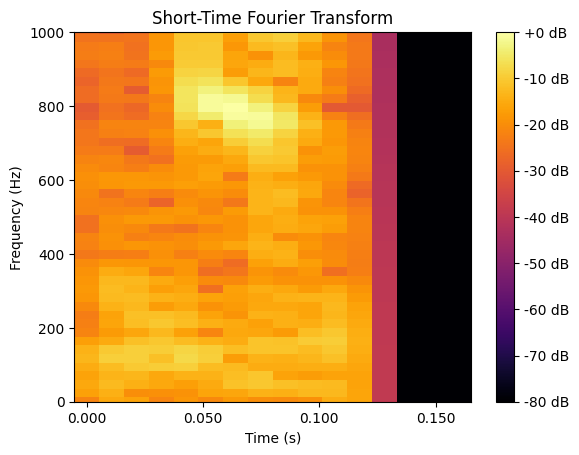 Short-Time Fourier Transform
Frequency (Hz)
1000
800
600
400
200
0
0.000
0.050
0.100
0.150
Time (s)
+0 dB
-10 dB
-20 dB
-30 dB
-40 dB
-50 dB
-60 dB
-70 dB
-80 dB